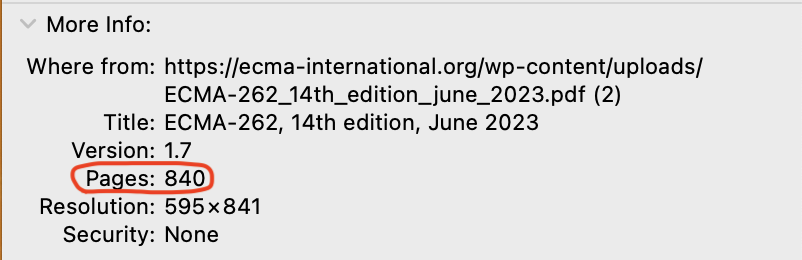 More Info:
Where from: https://ecma-international.org/wp-content/uploads/
ECMA-262_14th_edition_june_2023.pdf (2)
Title: ECMA-262, 14th edition, June 2023
Version: 1.7
Pages: 840
Resolution: 595×841
Security: None